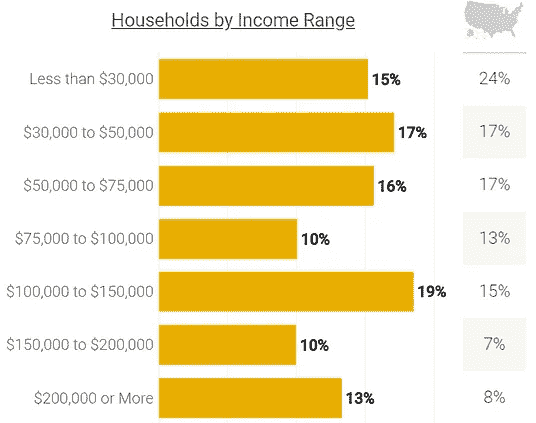 Households by Income Range
Less than $30,000 15% 24%
$30,000 to $50,000 17% 17%
$50,000 to $75,000 16% 17%
$75,000 to $100,000 10% 13%
$100,000 to $150,000 19% 15%
$150,000 to $200,000 10% 7%
$200,000 or More 13% 8%